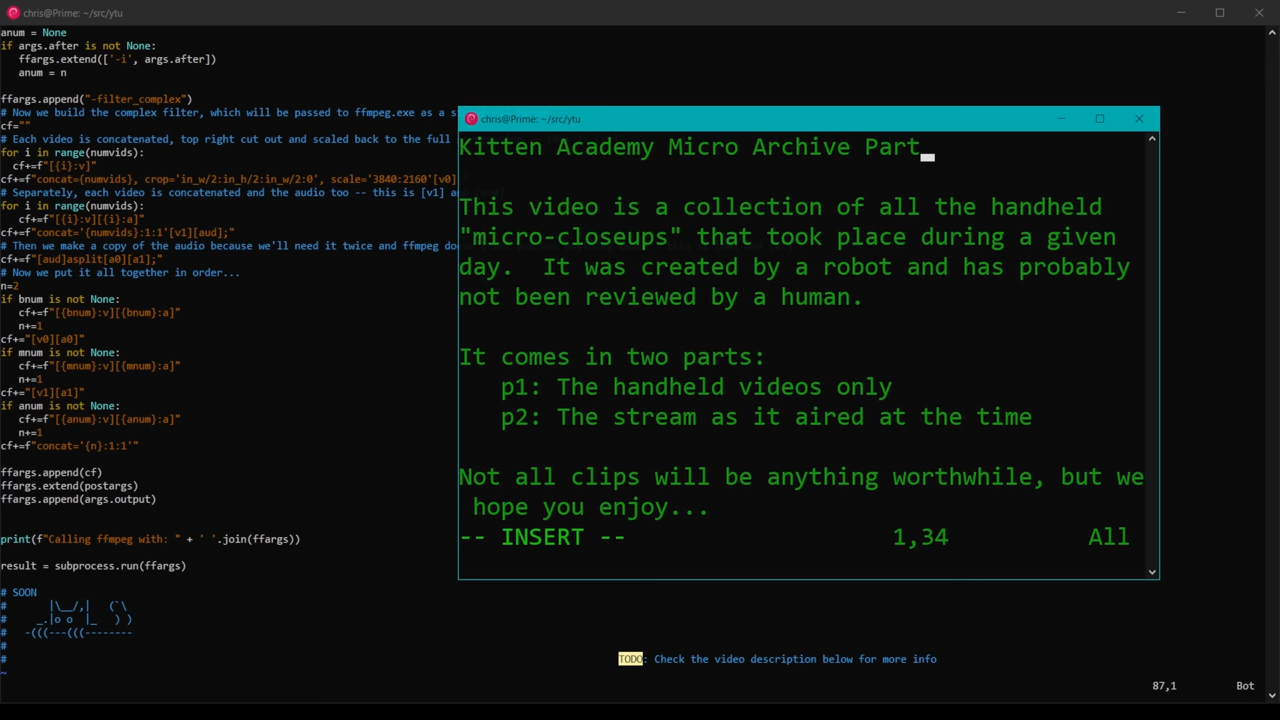 chris@Prime: ~/src/ytu
anum = None
if args.after is not None:
   ffargs.extend(['-i', args.after])
   anum = n
ffargs.append("-filter_complex")
# Now we build the complex filter, which will be passed to ffmpeg.exe as a s
cf=""
# Each video is concatenated, top right cut out and scaled back to the full
for i in range(numvids):
  cf+=f"[{i}:v]"
cf+=f"concat={numvids}, crop='in_w/2:in_h/2:in_w/2:0', scale='3840:2160'[v0]
# Separately, each video is concatenated and the audio too -- this is [v1] a
for i in range(numvids):
   cf+=f"[{i}:v][{i}:a]"
cf+=f"concat='{numvids}:1:1'[v1][aud];"
# Then we make a copy of the audio because we'll need it twice and ffmpeg do
cf+=f"[aud]asplit[a0][a1];"
# Now we put it all together in order...
n=2
if bnum is not None:
   cf+=f"[{bnum}:v][{bnum}:a]"
   n+=1
cf+="[v0][a0]"
if mnum is not None:
   cf+=f"[{mnum}:v][{mnum}:a]"
   n+=1
cf+="[v1][a1]"
if anum is not None:
   cf+=f"[{anum}:v][{anum}:a]"
   n+=1
cf+=f"concat='{n}:1:1'"
ffargs.append(cf)
ffargs.extend(postargs)
ffargs.append(args.output)
print(f"Calling ffmpeg with: " + ' '.join(ffargs))
result = subprocess.run(ffargs)
# SOON
#      |\__/,|   (`\
#    _.|o o  |_   ) )
#  -(((---(((--------
#
#
~
chris@Prime: ~/src/ytu
Kitten Academy Micro Archive Part
This video is a collection of all the handheld
"micro-closeups" that took place during a given
day.  It was created by a robot and has probably
not been reviewed by a human.
It comes in two parts:
   p1: The handheld videos only
   p2: The stream as it aired at the time
Not all clips will be anything worthwhile, but we
 hope you enjoy...
-- INSERT -- 1,34 All
TODO: Check the video description below for more info
87,1 Bot